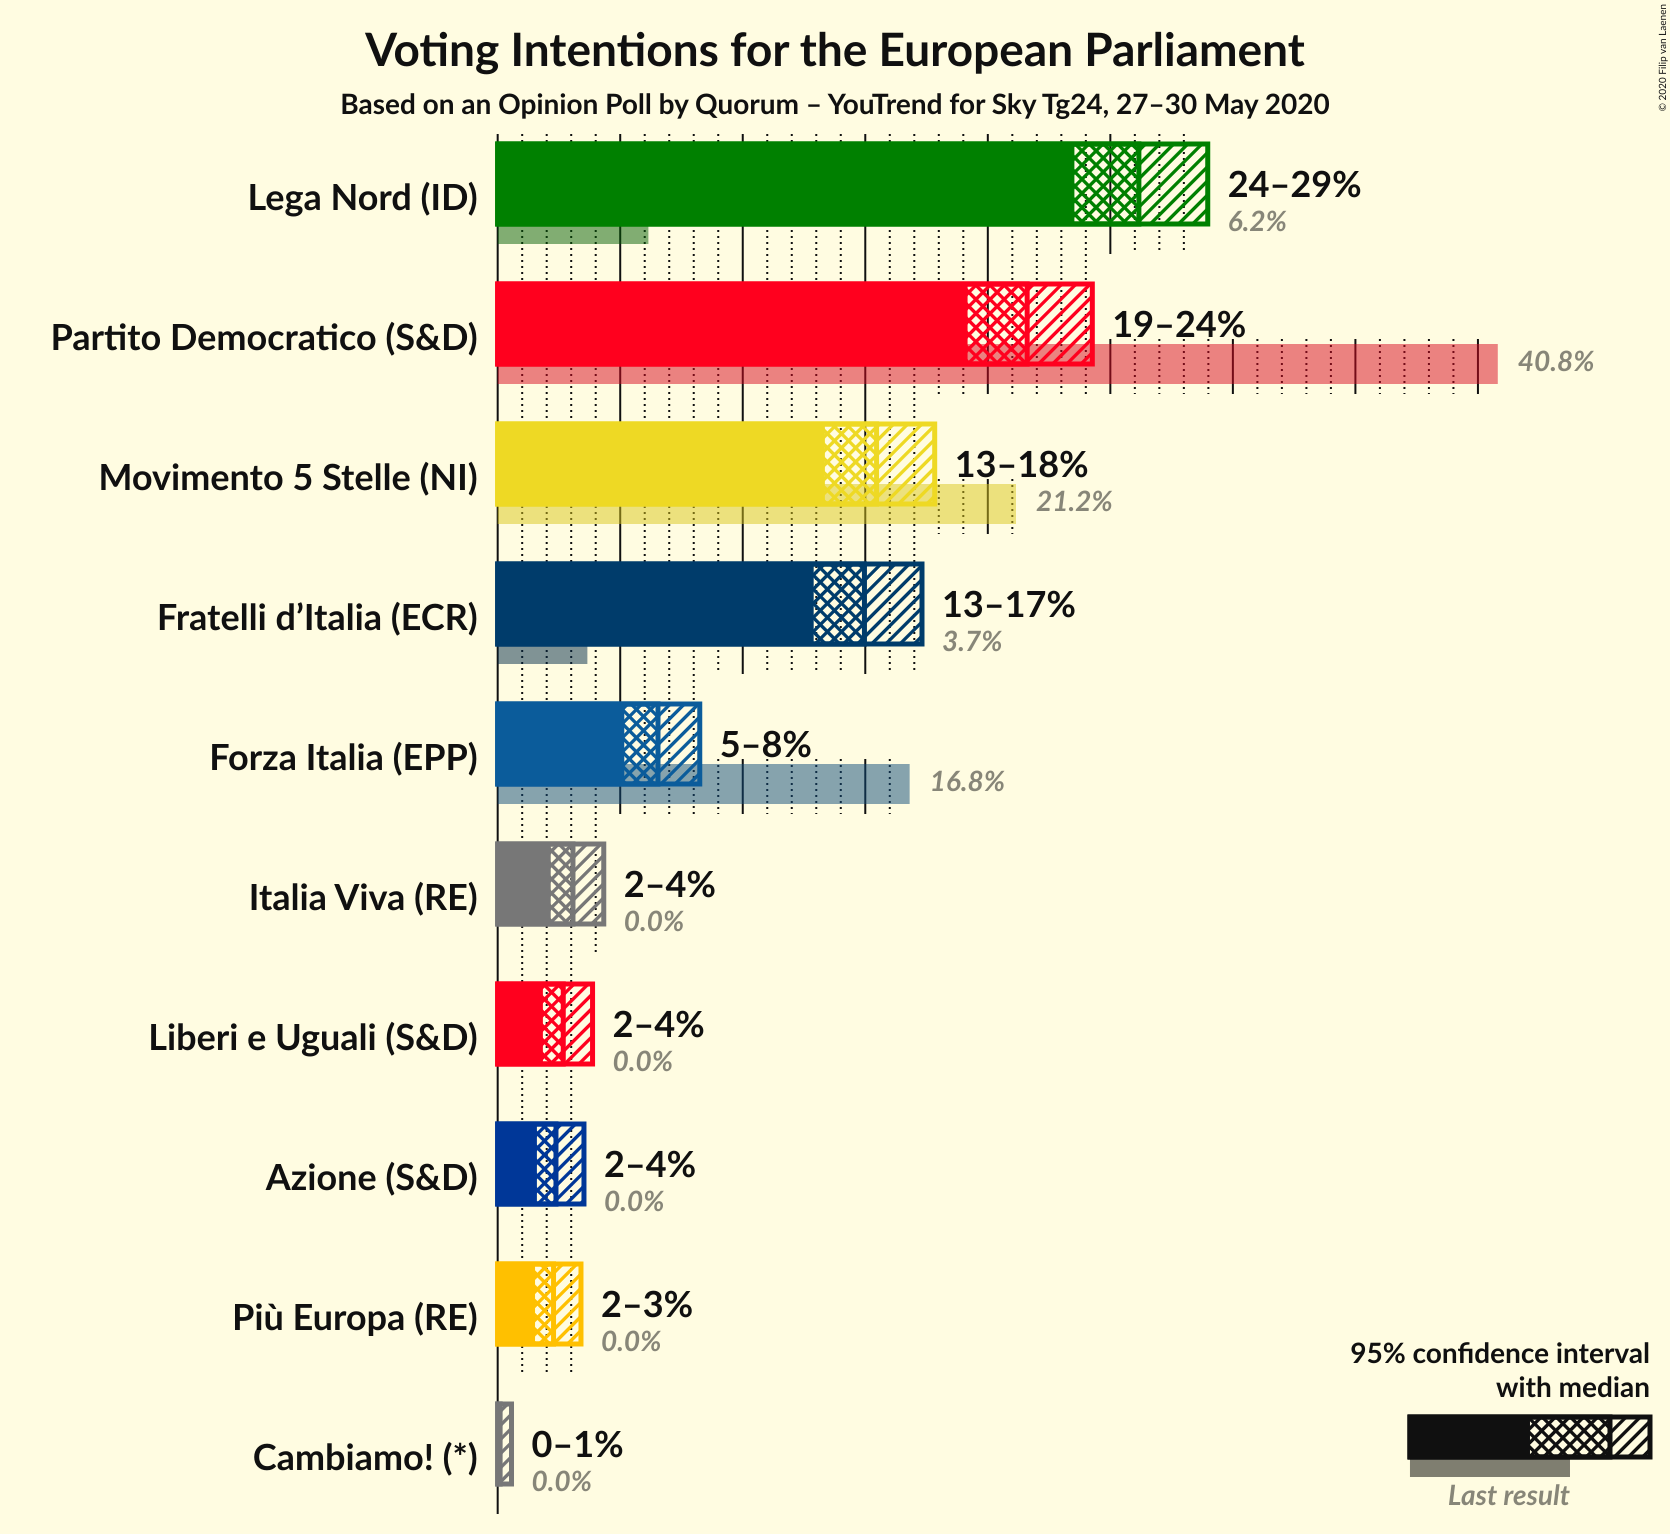 Voting Intentions for the European Parliament
Based on an Opinion Poll by Quorum – YouTrend for Sky Tg24, 27–30 May 2020
© 2020 Filip van Laenen
Lega Nord (ID)
24–29%
6.2%
Partito Democratico (S&D)
19–24%
40.8%
Movimento 5 Stelle (NI)
13–18%
21.2%
Fratelli d’Italia (ECR)
13–17%
3.7%
Forza Italia (EPP)
5–8%
16.8%
Italia Viva (RE)
2–4%
0.0%
Liberi e Uguali (S&D)
2–4%
0.0%
Azione (S&D)
2–4%
0.0%
Più Europa (RE)
2–3%
0.0%
Cambiamo! (*)
0–1%
0.0%
95% confidence interval
with median
Last result